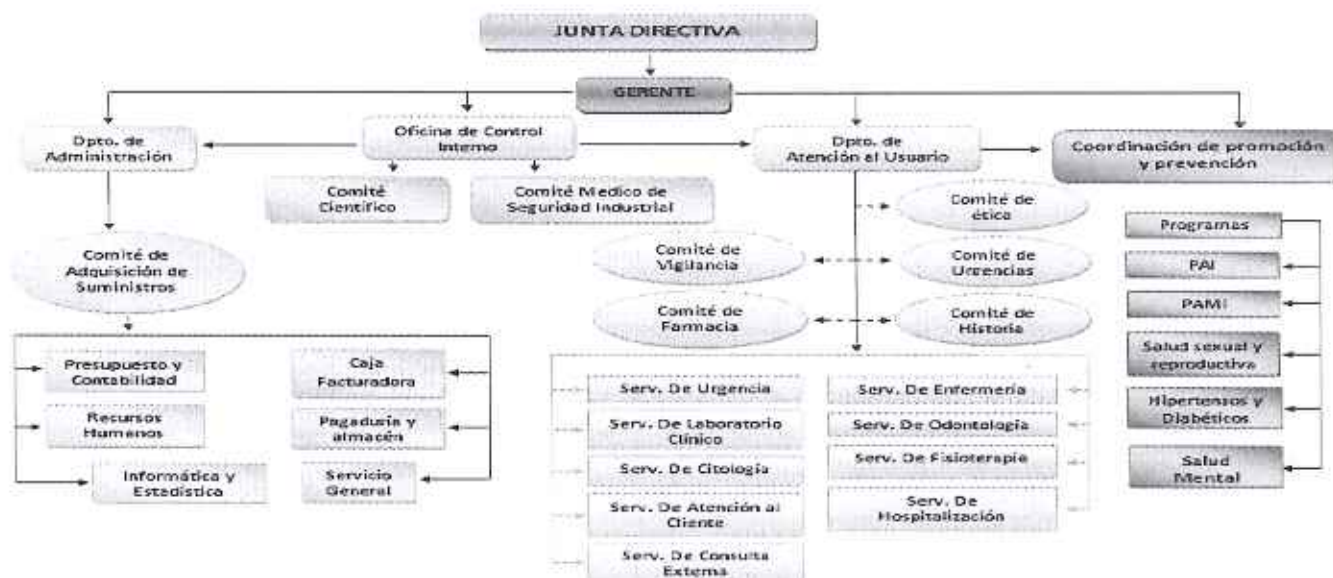 JUNTA DIRECTIVA
GERENTE
Dpto. de
Administración
Oficina de Control
Interno
Dpto. de
Atención al Usuario
Coordinación de promoción
y prevención
Comité
Científico
Comité Medico de
Seguridad Industrial
Comité de
Adquisición de
Suministros
Comité de
ética
Comité de
Vigilancia
Comité de
Urgencias
Comité de
Farmacia
Comité de
Historia
Programas
PAI
PAMI
Salud sexual y
reproductiva
Hipertensos y
Diabéticos
Salud
Mental
Presupuesto y
Contabilidad
Caja
Facturadora
Recursos
Humanos
Pagaduría y
almacén
Informática y
Estadística
Servicio
General
Serv. De Urgencia
Serv. De Laboratorio
Clínico
Serv. De Citología
Serv. De Atención al
Cliente
Serv. De Consulta
Externa
Serv. De Enfermería
Serv. De Odontología
Serv. De Fisioterapia
Serv. De
Hospitalización